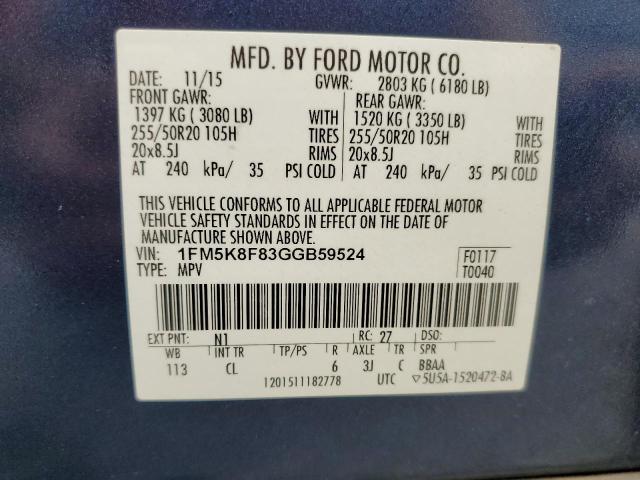 MFD. BY FORD MOTOR CO.
DATE: 11/15 GVWR: 2803 KG ( 6180 LB)
FRONT GAWR: REAR GAWR:
1397 KG ( 3080 LB) WITH 1520 KG ( 3350 LB) WITH
255/50R20 105H TIRES 255/50R20 105H TIRES
20x8.5J RIMS 20x8.5J RIMS
AT 240 kPa/ 35 PSI COLD AT 240 kPa/ 35 PSI COLD
THIS VEHICLE CONFORMS TO ALL APPLICABLE FEDERAL MOTOR
VEHICLE SAFETY STANDARDS IN EFFECT ON THE DATE OF
MANUFACTURE SHOWN ABOVE.
VIN: 1FM5K8F83GGB59524 F0117
TYPE: MPV T0040
EXT PNT: N1 RC: 27 DSO:
WB INT TR TP/PS R AXLE TR SPR
113 CL 6 3J C BBAA
1201511182778 UTC ▽5U5A-1520472-BA